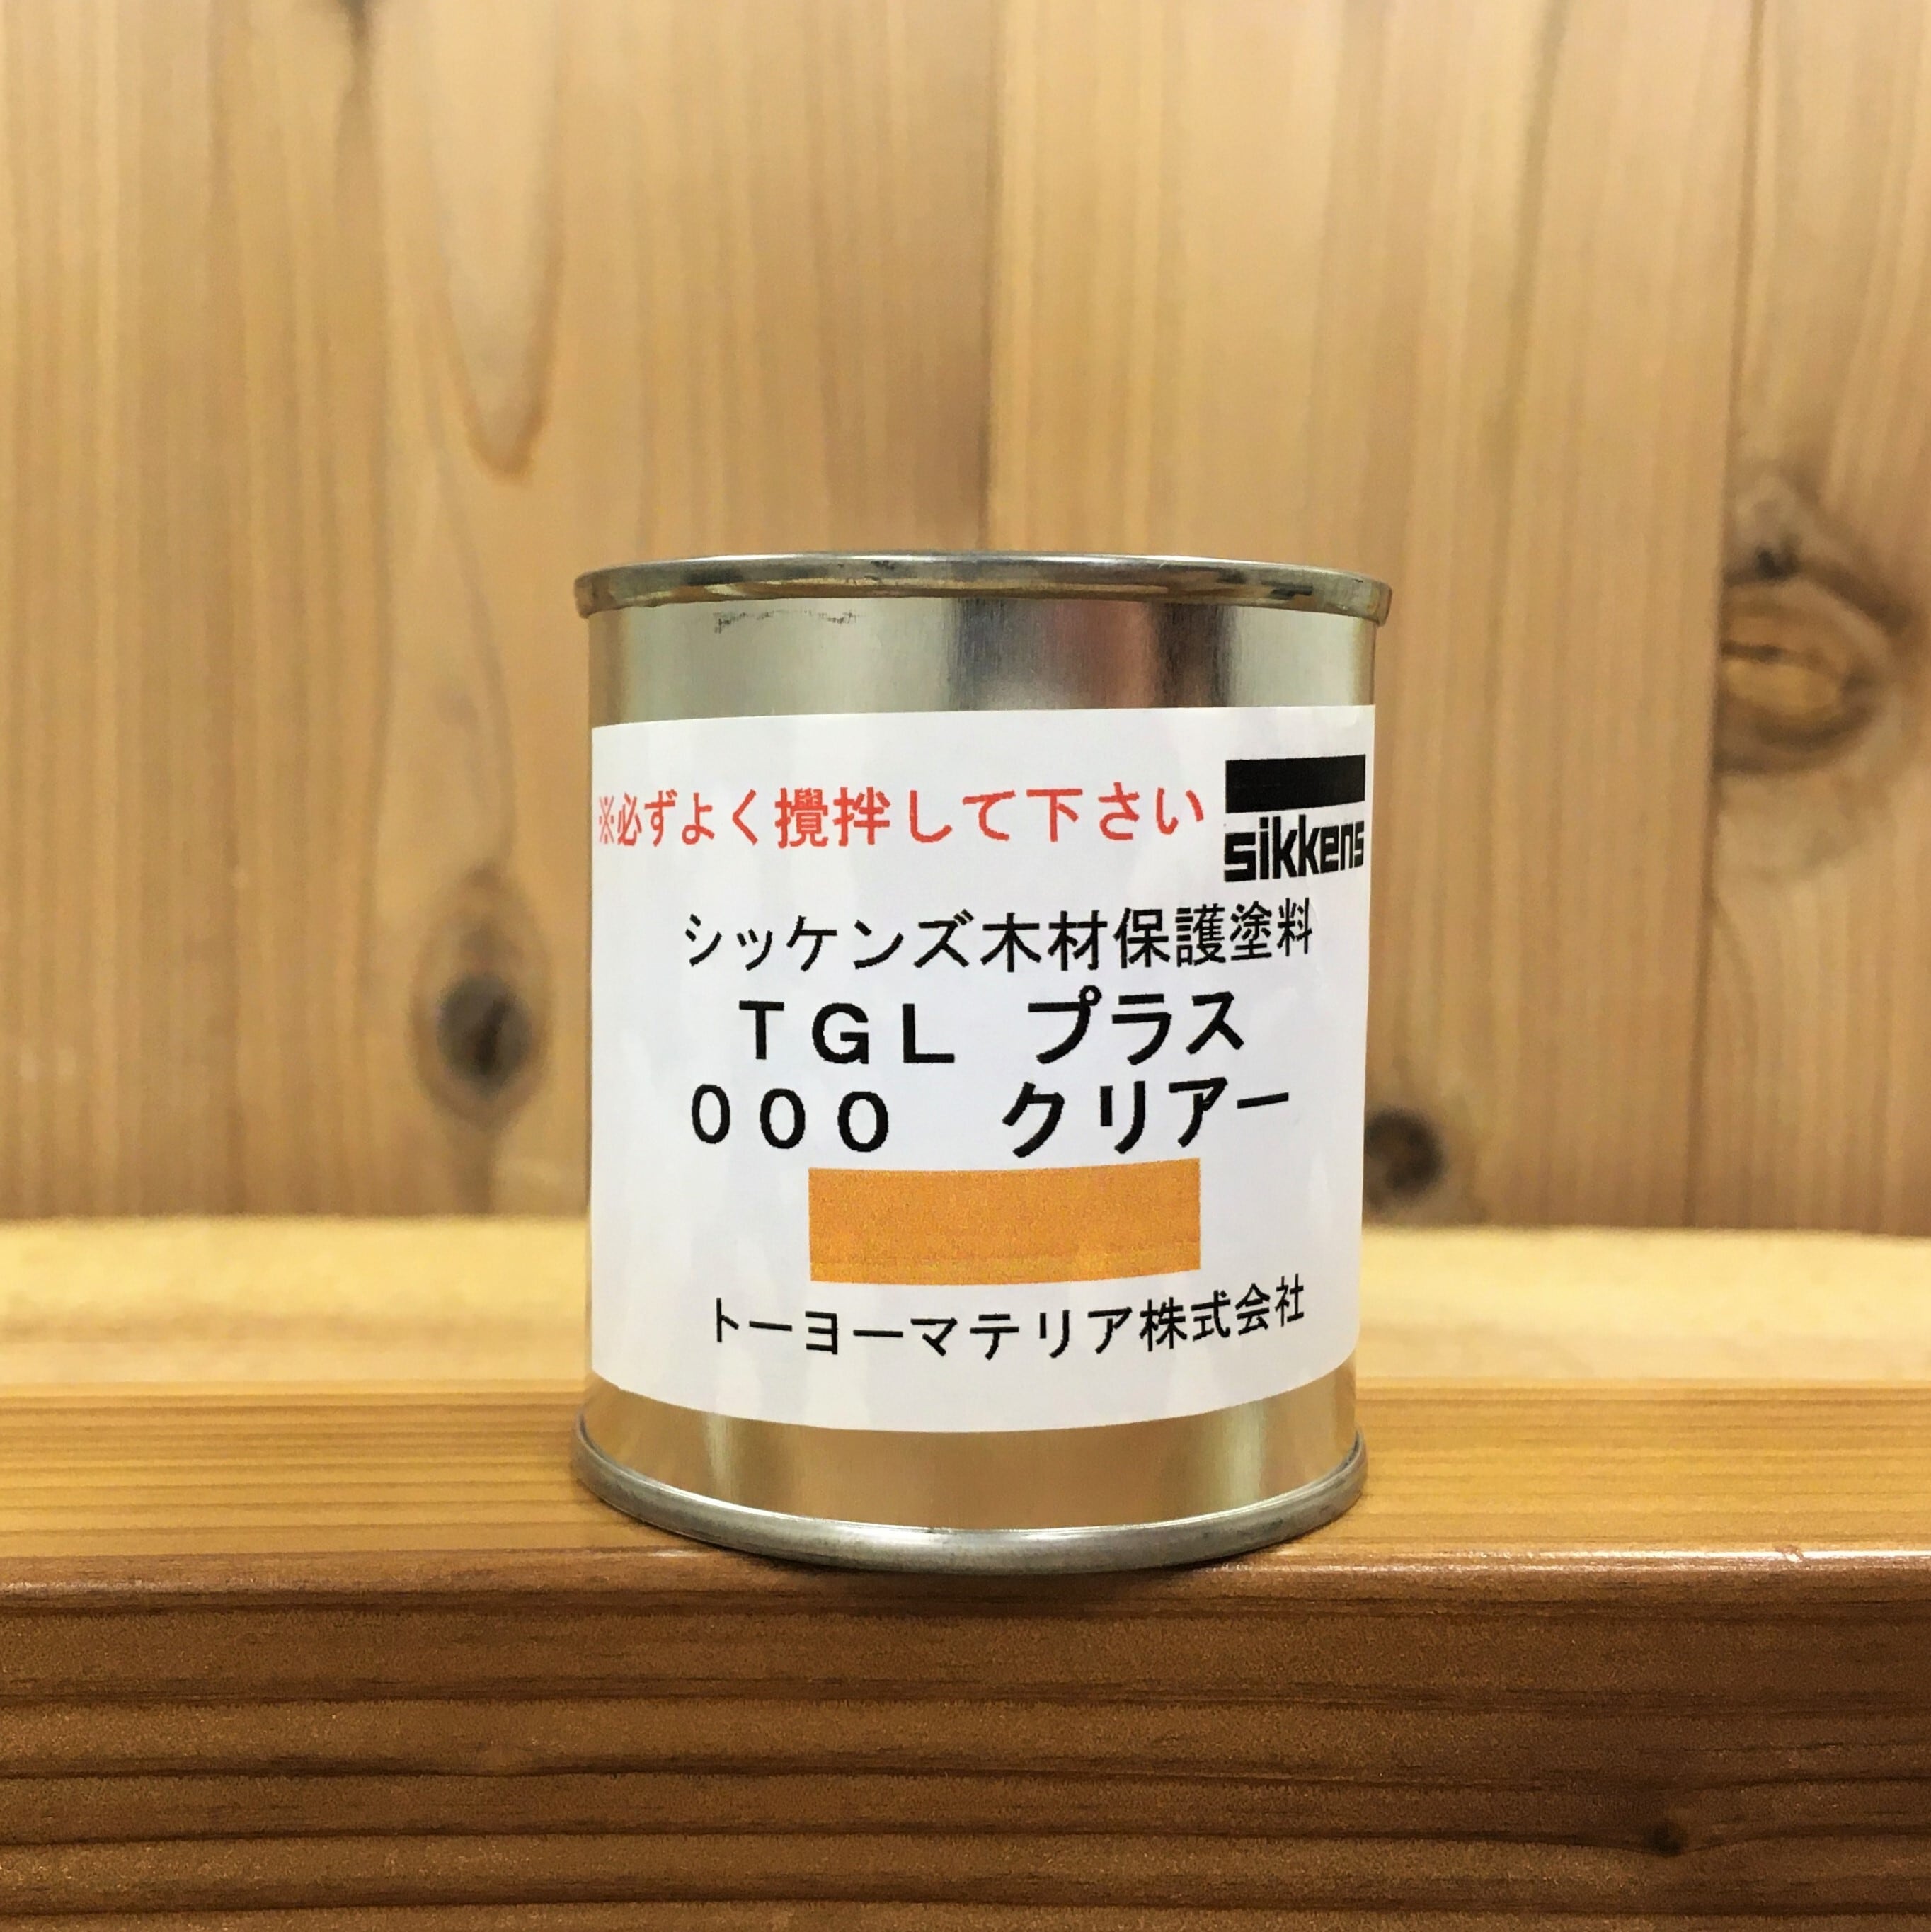 ※必ずよく攪拌して下さい
sikkens
シッケンズ木材保護塗料
ＴＧＬ　プラス
０００　クリアー
トーヨーマテリア株式会社